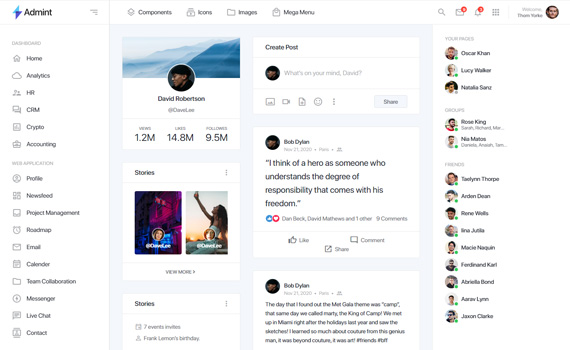 Admint
Components
Icons
Images
Mega Menu
Welcome,
Thom Yorke
DASHBOARD
Home
Analytics
HR
CRM
Crypto
Accounting
WEB APPLICATION
Profile
Newsfeed
Project Management
Roadmap
Email
Calender
Team Collaboration
Messenger
Live Chat
Contact
David Robertson
@DaveLee
VIEWS
LIKES
FOLLOWES
1.2M
14.8M
9.5M
Stories
@DaveLee
@DaveLee
VIEW MORE
Stories
7 events invites
Frank Lemon's birthday.
Create Post
What's on your mind, David?
Share
Bob Dylan
Nov 21, 2020 • Paris •
“I think of a hero as someone who
understands the degree of
responsibility that comes with his
freedom.”
Dan Beck, David Mathews and 1 other
9 Comments
Like
Comment
Share
Bob Dylan
Nov 21, 2020 • Paris •
The day that I found out the Met Gala theme was “camp”,
that same day we called marty, the King of Camp! We met
up in Miami right after the holidays last year and saw the
sketches! I learned so much about couture from this genius
man, it was beyond couture, it was art! #friends #bff
YOUR PAGES
Oscar Khan
Lucy Walker
Natalia Sanz
GROUPS
Rose King
Sarah, Richard, Mar...
Nia Matos
Daniela, Anaiah, Tam...
FRIENDS
Taelynn Thorpe
Arden Dean
Rene Wells
Iina Jutila
Macie Naquin
Ferdinand Karl
Abriella Bond
Aarav Lynn
Jaxon Clarke